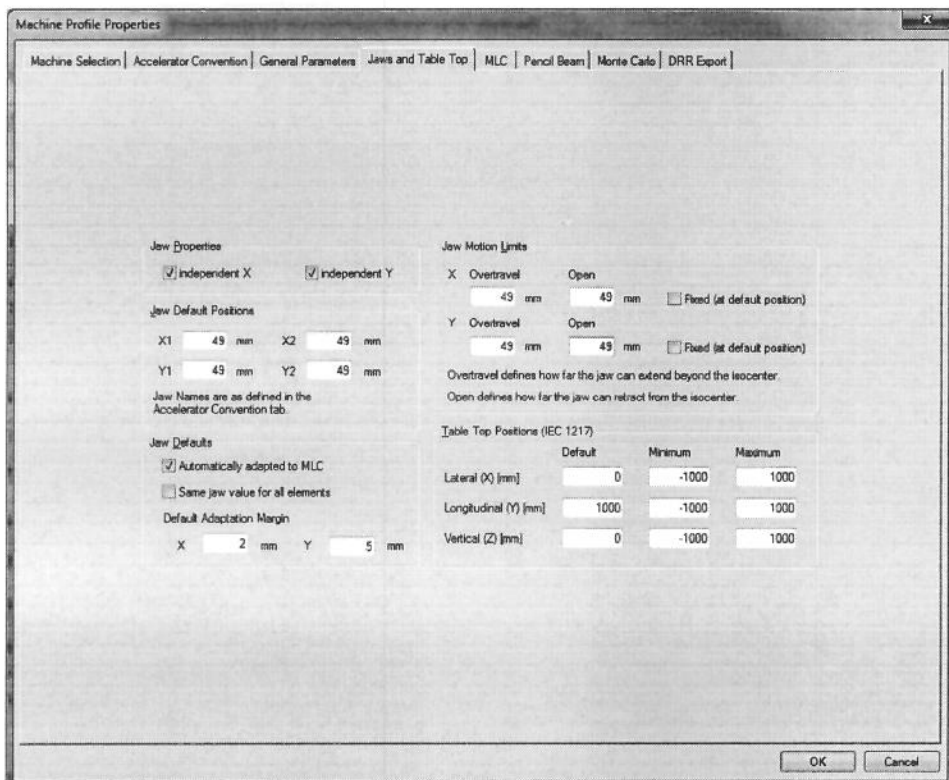 Machine Profile Properties
Machine Selection Accelerator Convention General Parameters Jaws and Table Top MLC Pencil Beam Monte Carlo DRR Export
Jaw Properties
Independent X Independent Y
Jaw Default Positions
X1 49 mm X2 49 mm
Y1 49 mm Y2 49 mm
Jaw Names are as defined in the
Accelerator Convention tab.
Jaw Defaults
Automatically adapted to MLC
Same jaw value for all elements
Default Adaptation Margin
X 2 mm Y 5 mm
Jaw Motion Limits
X Overtravel Open
49 mm 49 mm Fixed (at default position)
Y Overtravel Open
49 mm 49 mm Fixed (at default position)
Overtravel defines how far the jaw can extend beyond the isocenter.
Open defines how far the jaw can retract from the isocenter.
Table Top Positions (IEC 1217)
Default Minimum Maximum
Lateral (X) [mm] 0 -1000 1000
Longitudinal (Y) [mm] 1000 -1000 1000
Vertical (Z) [mm] 0 -1000 1000
OK Cancel